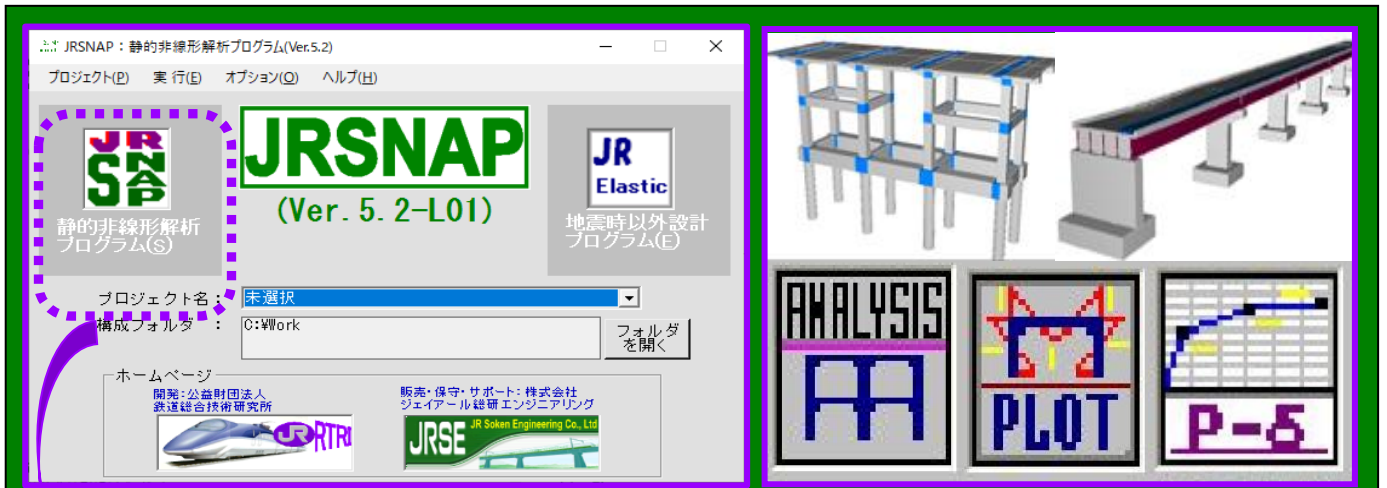 JRSNAP：静的非線形解析プログラム(Ver.5.2)
プロジェクト(P) 実 行(E) オプション(O) ヘルプ(H)
JR
SNAP
静的非線形解析
プログラム(S)
JRSNAP
(Ver. 5. 2-L01)
JR
Elastic
地震時以外設計
プログラム(E)
プロジェクト名：
未選択
構成フォルダ ：
C:¥Work
フォルダ
を開く
ホームページ
開発：公益財団法人
鉄道総合技術研究所
RTRI
販売・保守・サポート：株式会社
ジェイアール総研エンジニアリング
JRSE
JR Soken Engineering Co., Ltd
ANALYSIS
PLOT
P-δ